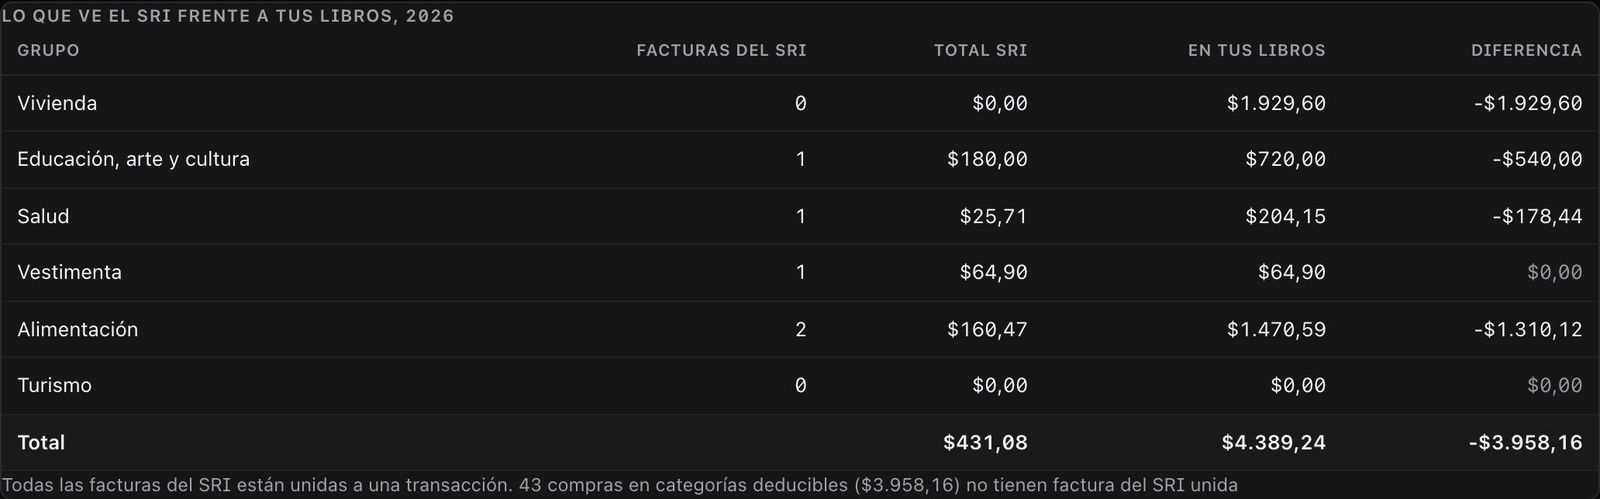 LO QUE VE EL SRI FRENTE A TUS LIBROS, 2026
GRUPO FACTURAS DEL SRI TOTAL SRI EN TUS LIBROS DIFERENCIA
Vivienda 0 $0,00 $1.929,60 -$1.929,60
Educación, arte y cultura 1 $180,00 $720,00 -$540,00
Salud 1 $25,71 $204,15 -$178,44
Vestimenta 1 $64,90 $64,90 $0,00
Alimentación 2 $160,47 $1.470,59 -$1.310,12
Turismo 0 $0,00 $0,00 $0,00
Total $431,08 $4.389,24 -$3.958,16
Todas las facturas del SRI están unidas a una transacción. 43 compras en categorías deducibles ($3.958,16) no tienen factura del SRI unida